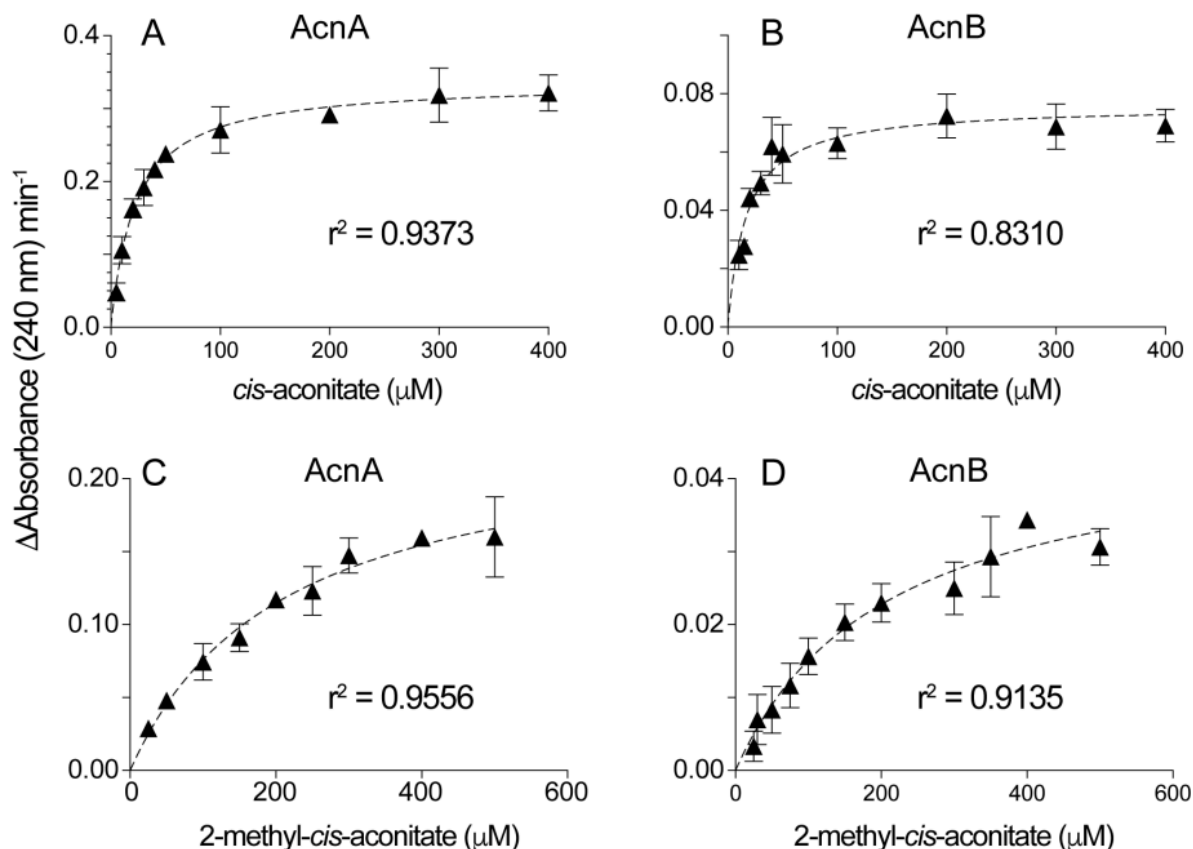 ΔAbsorbance (240 nm) min⁻¹
A
AcnA
0.4
0.2
0.0
r² = 0.9373
0 100 200 300 400
cis-aconitate (μM)
B
AcnB
0.08
0.04
0.00
r² = 0.8310
0 100 200 300 400
cis-aconitate (μM)
C
AcnA
0.20
0.10
0.00
r² = 0.9556
0 200 400 600
2-methyl-cis-aconitate (μM)
D
AcnB
0.04
0.02
0.00
r² = 0.9135
0 200 400 600
2-methyl-cis-aconitate (μM)